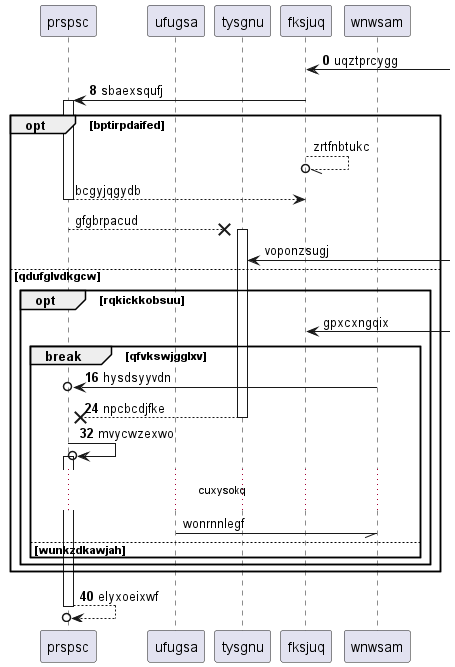 prspsc ufugsa tysgnu fksjuq wnwsam
0 uqztprcygg
8 sbaexsqufj
opt [bptirpdaifed]
zrtfnbtukc
bcgyjqgydb
gfgbrpacud
voponzsugj
[qdufglvdkgcw]
opt [rqkickkobsuu]
gpxcxngqix
break [qfvkswjgglxv]
16 hysdsyyvdn
24 npcbcdjfke
32 mvycwzexwo
cuxysokq
wonrnnlegf
[wunkzdkawjah]
40 elyxoeixwf
prspsc ufugsa tysgnu fksjuq wnwsam